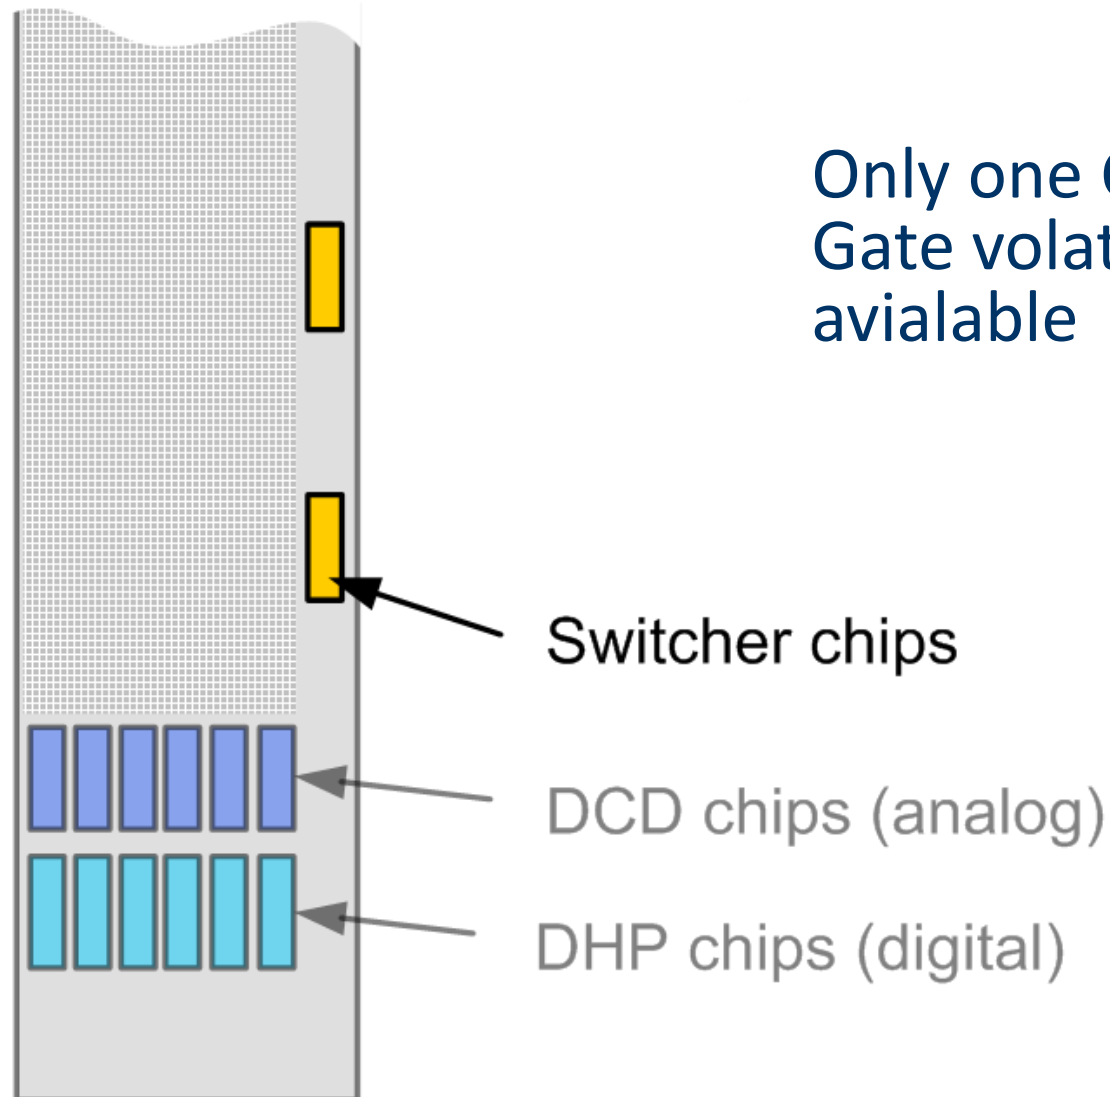 Only one
Gate volat
avialable
Switcher chips
DCD chips (analog)
DHP chips (digital)